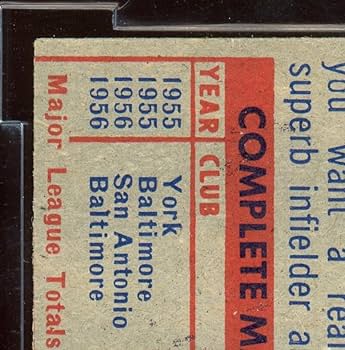 you want a rea
superb infielder a
COMPLETE M
YEAR CLUB
1955 York
1955 Baltimore
1956 San Antonio
1956 Baltimore
Major League Totals